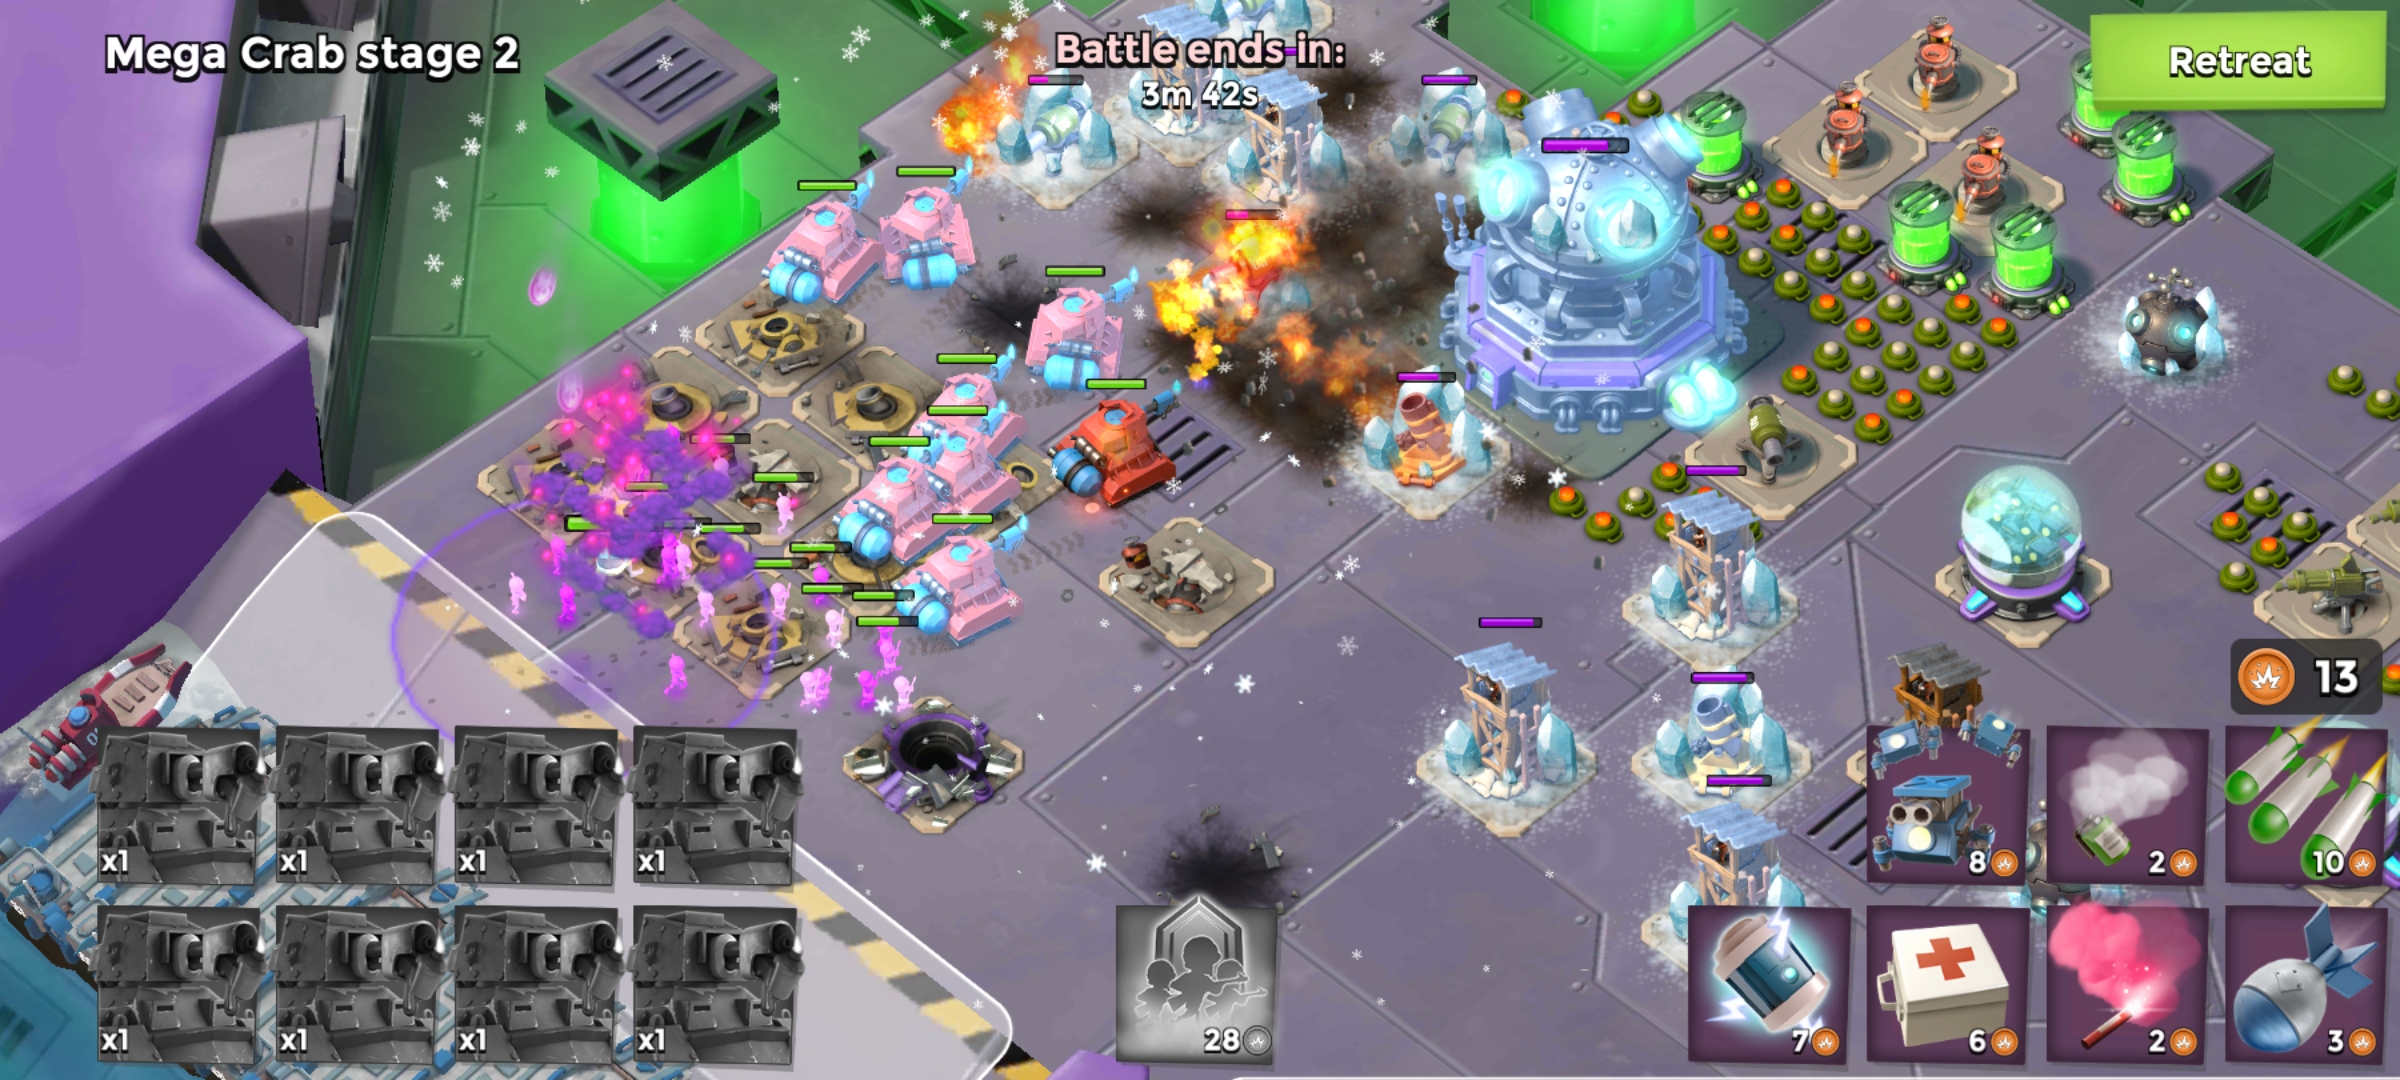 Mega Crab stage 2
Battle ends in:
3m,42s
Retreat
13
x1 x1 x1 x1
8 2 10
x1 x1 x1 x1
28
7 6 2 3